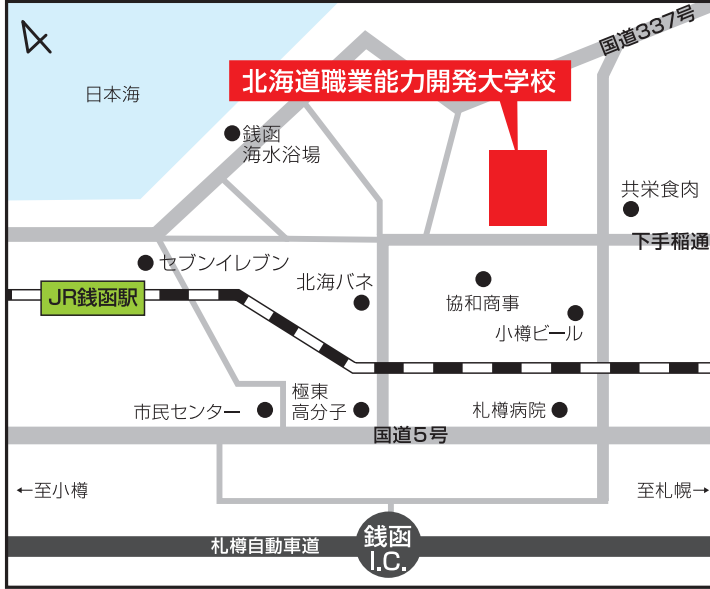 国道337号
北海道職業能力開発大学校
日本海
銭函
海水浴場
共栄食肉
下手稲通
セブンイレブン
北海バネ
JR銭函駅
協和商事
小樽ビール
極東
高分子
市民センター
札樽病院
国道5号
←至小樽
至札幌→
札樽自動車道
銭函
I.C.